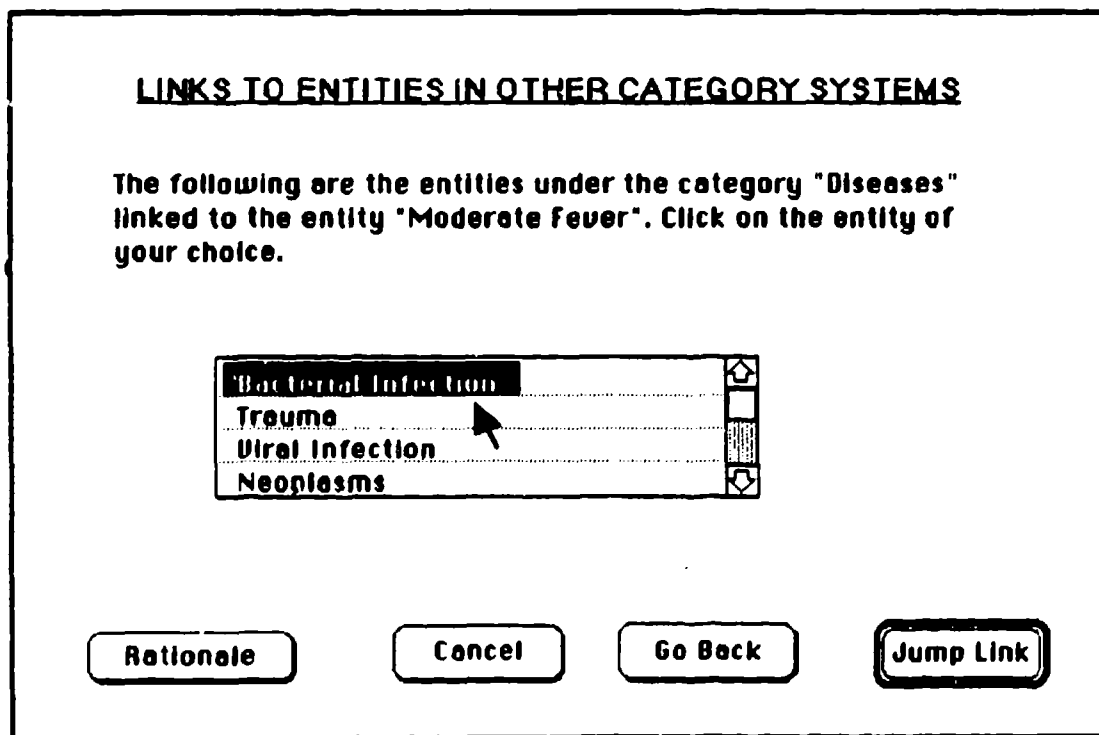 LINKS TO ENTITIES IN OTHER CATEGORY SYSTEMS
The following are the entities under the category "Diseases"
linked to the entity "Moderate Fever". Click on the entity of
your choice.
Bacterial Infection
Trauma
Viral Infection
Neoplasms
Rationale
Cancel
Go Back
Jump Link